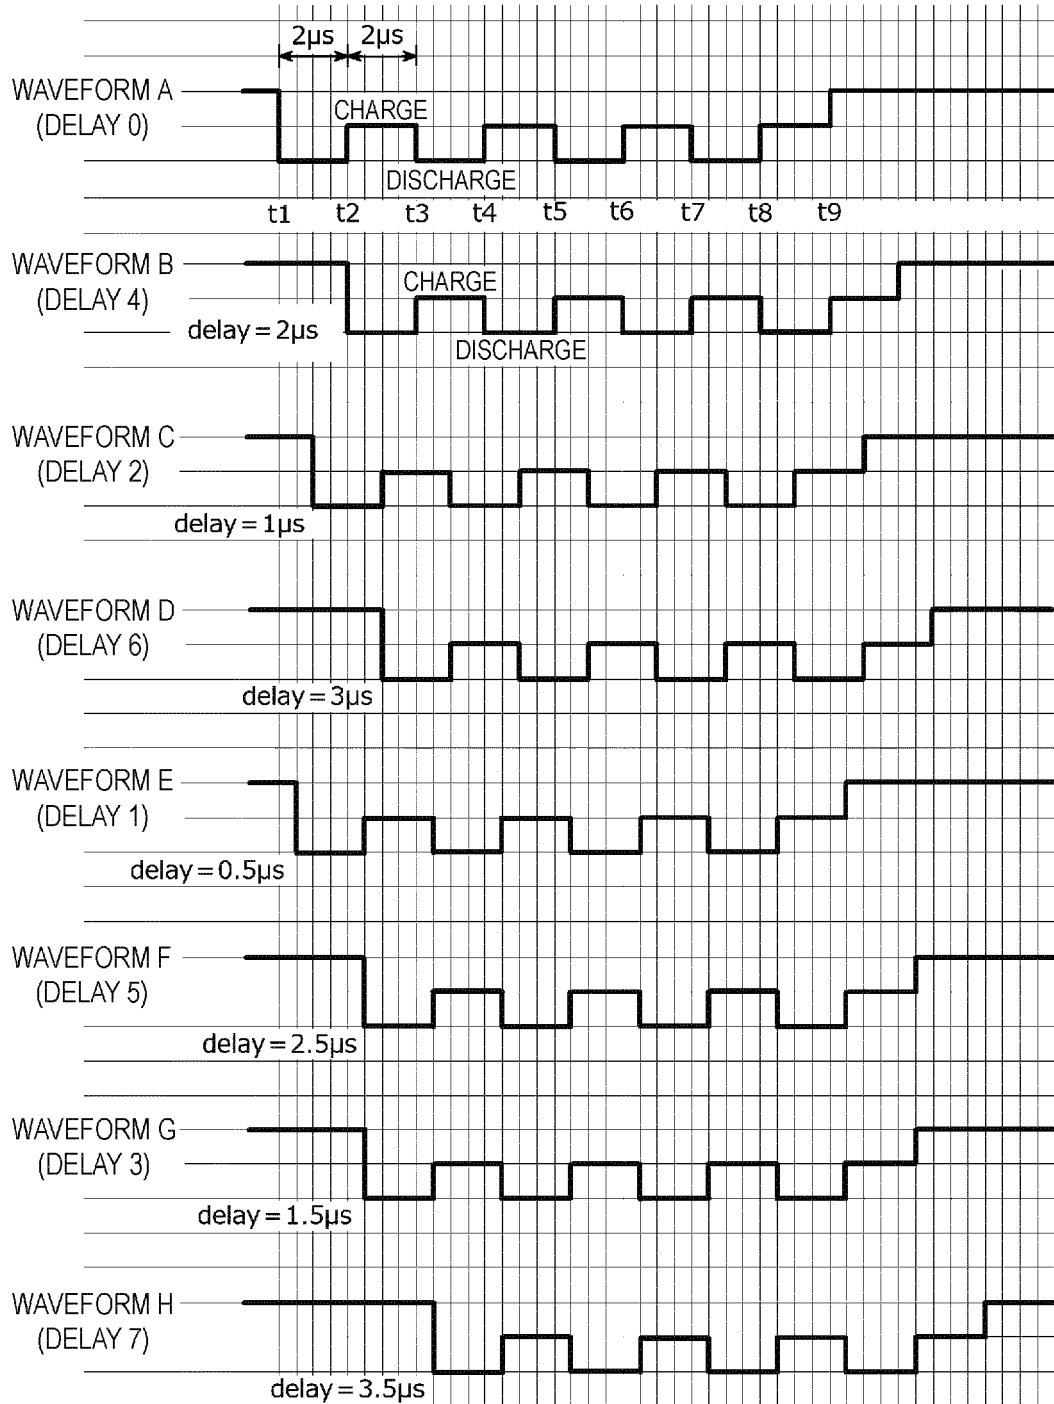 2µs 2µs
WAVEFORM A
(DELAY 0)
CHARGE
DISCHARGE
t1 t2 t3 t4 t5 t6 t7 t8 t9
WAVEFORM B
(DELAY 4)
CHARGE
delay = 2µs
DISCHARGE
WAVEFORM C
(DELAY 2)
delay = 1µs
WAVEFORM D
(DELAY 6)
delay = 3µs
WAVEFORM E
(DELAY 1)
delay = 0.5µs
WAVEFORM F
(DELAY 5)
delay = 2.5µs
WAVEFORM G
(DELAY 3)
delay = 1.5µs
WAVEFORM H
(DELAY 7)
delay = 3.5µs